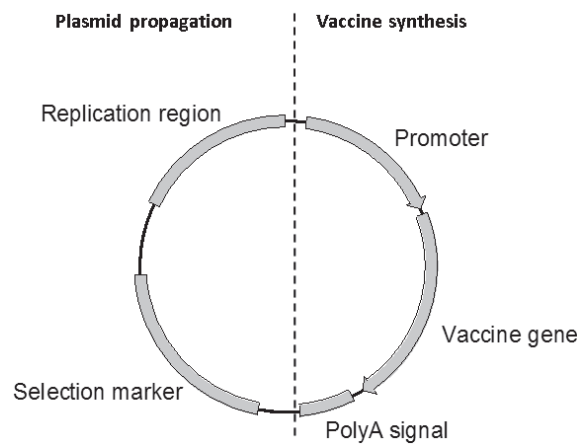 Plasmid propagation
Vaccine synthesis
Replication region
Promoter
Vaccine gene
Selection marker
PolyA signal